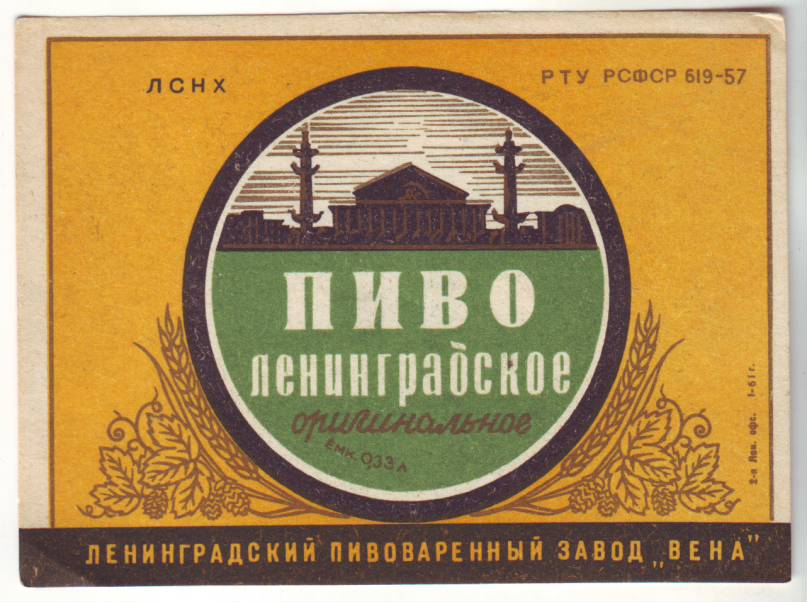 ЛСНХ
РТУ РСФСР 619-57
ПИВО
ленинградское
оригинальное
ЁМК. 0,33 л
2-я Лен. офс. 1-61 г.
ЛЕНИНГРАДСКИЙ ПИВОВАРЕННЫЙ ЗАВОД „ВЕНА"